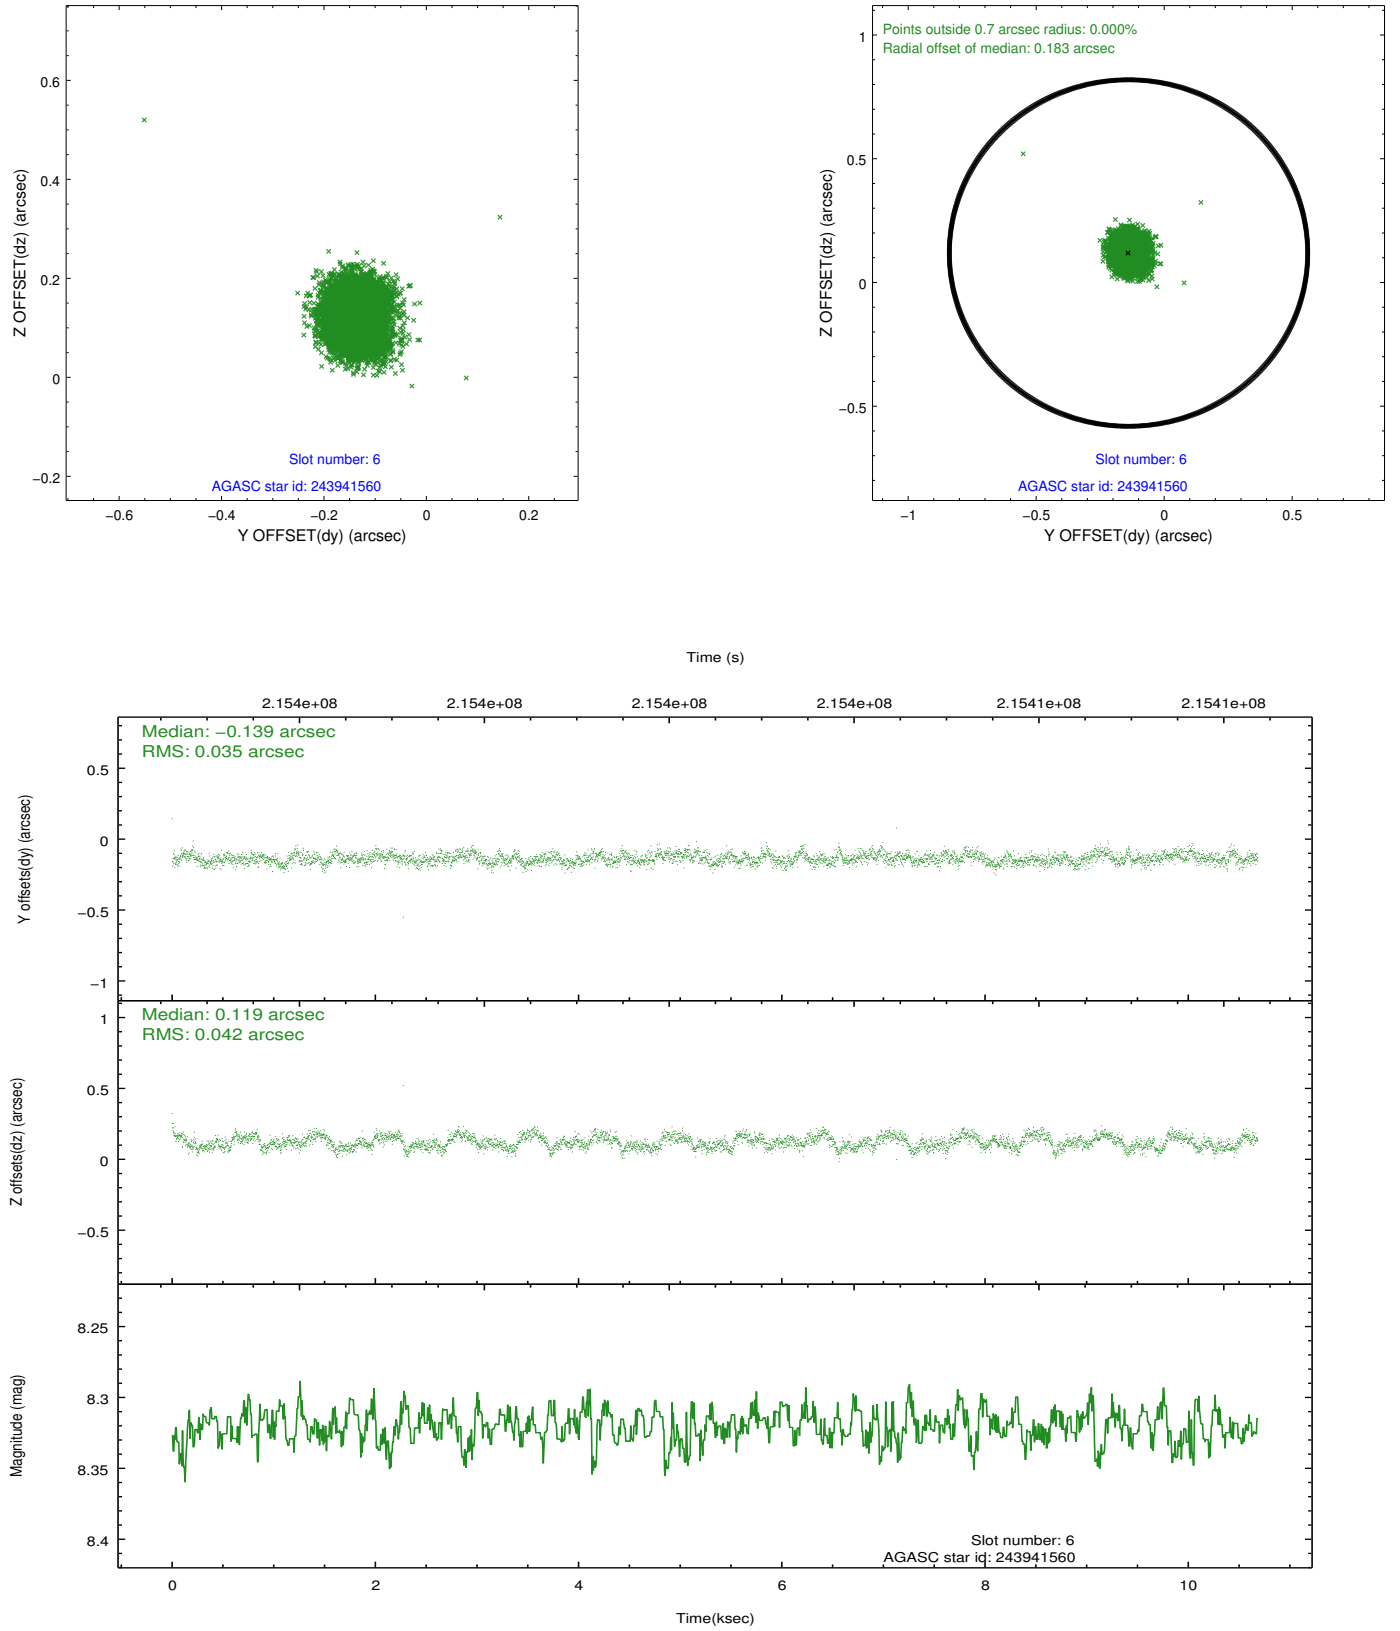 0.6
0.4
0.2
0
−0.2
Z OFFSET(dz) (arcsec)
Slot number: 6
AGASC star id: 243941560
−0.6 −0.4 −0.2 0 0.2
Y OFFSET(dy) (arcsec)
Points outside 0.7 arcsec radius: 0.000%
Radial offset of median: 0.183 arcsec
1
0.5
0
−0.5
Z OFFSET(dz) (arcsec)
Slot number: 6
AGASC star id: 243941560
−1 −0.5 0 0.5
Y OFFSET(dy) (arcsec)
Time (s)
2.154e+08 2.154e+08 2.154e+08 2.154e+08 2.1541e+08 2.1541e+08
Median: −0.139 arcsec
RMS: 0.035 arcsec
0.5
0
−0.5
−1
Y offsets(dy) (arcsec)
Median: 0.119 arcsec
RMS: 0.042 arcsec
1
0.5
0
−0.5
Z offsets(dz) (arcsec)
8.25
8.3
8.35
8.4
Magnitude (mag)
Slot number: 6
AGASC star id: 243941560
0 2 4 6 8 10
Time(ksec)